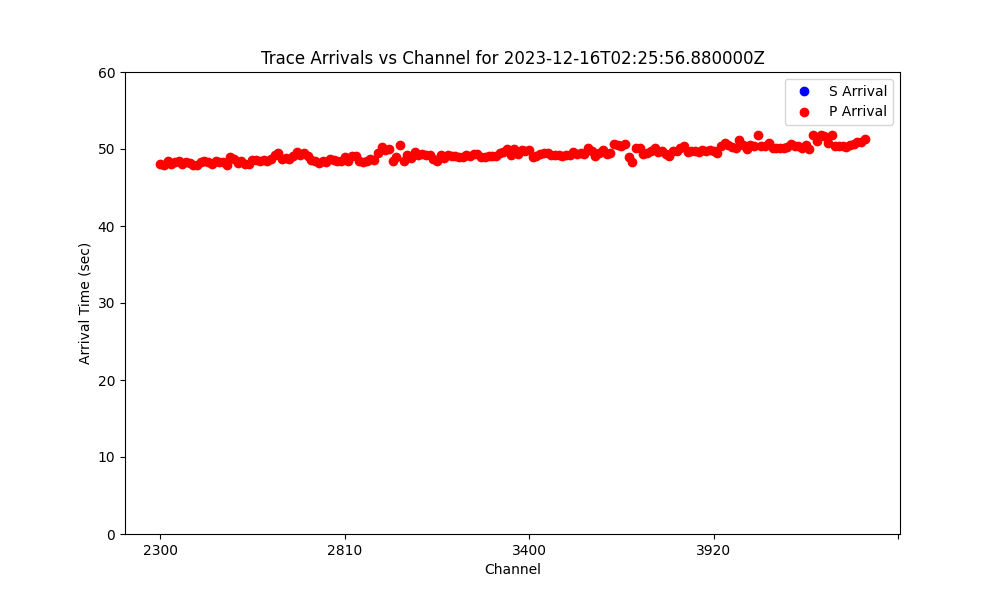 Trace Arrivals vs Channel for 2023-12-16T02:25:56.880000Z
60
50
40
30
20
10
0
Arrival Time (sec)
S Arrival
P Arrival
2300 2810 3400 3920
Channel